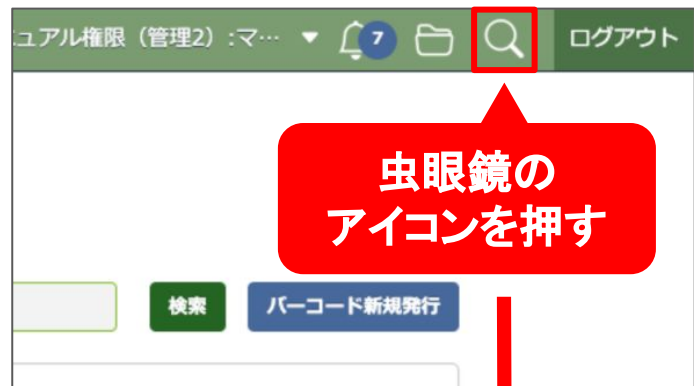 ュアル権限（管理2）:マ… ▼ 7 ログアウト
虫眼鏡の
アイコンを押す
検索 バーコード新規発行